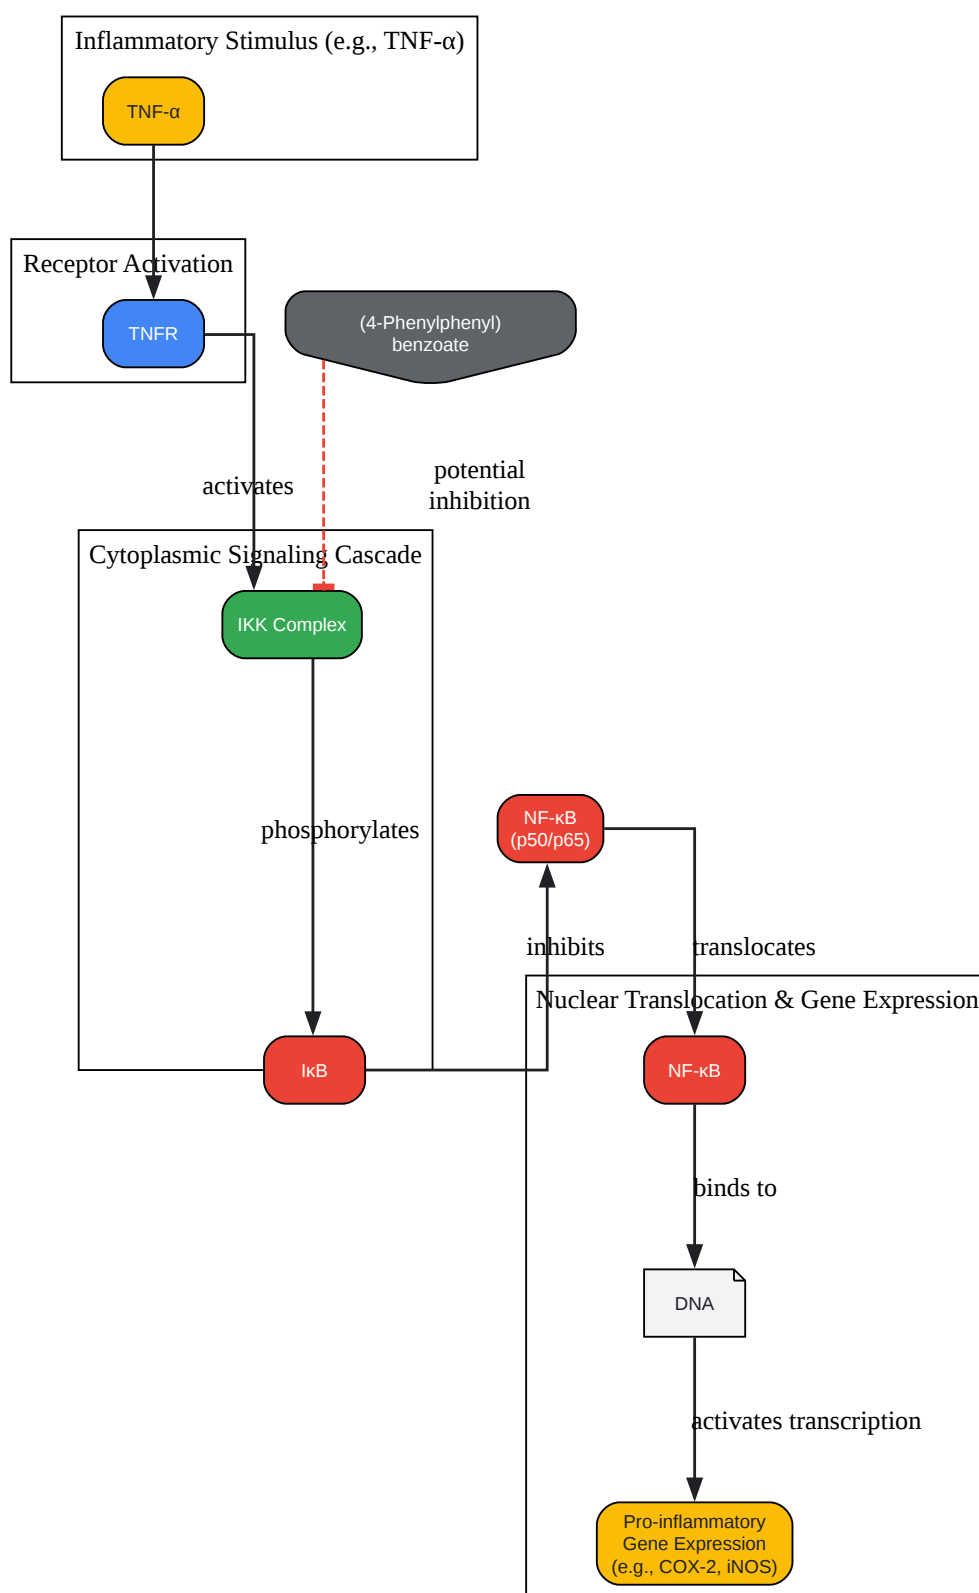 Inflammatory Stimulus (e.g., TNF-α)
TNF-α
Receptor Activation
TNFR
(4-Phenylphenyl)
benzoate
activates
potential
inhibition
Cytoplasmic Signaling Cascade
IKK Complex
phosphorylates
NF-κB
(p50/p65)
inhibits
translocates
Nuclear Translocation & Gene Expression
IκB
NF-κB
binds to
DNA
activates transcription
Pro-inflammatory
Gene Expression
(e.g., COX-2, iNOS)